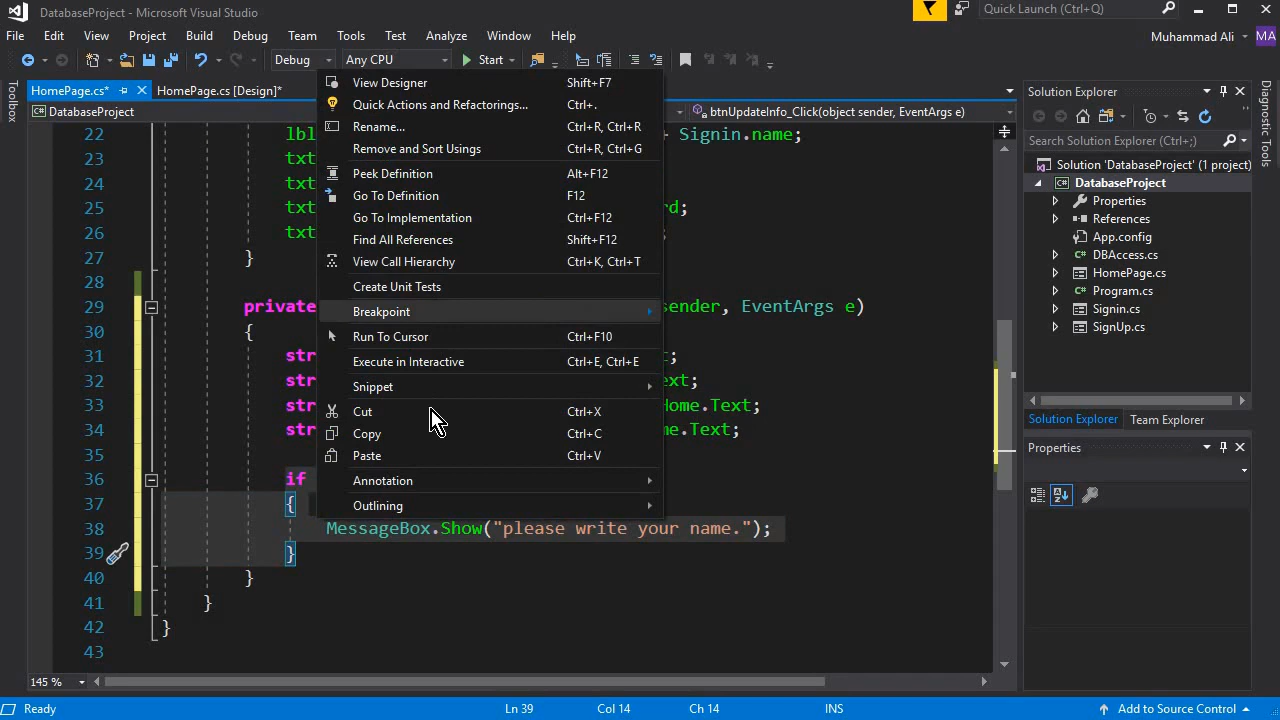 DatabaseProject - Microsoft Visual Studio
Quick Launch (Ctrl+Q)
File Edit View Project Build Debug Team Tools Test Analyze Window Help
Muhammad Ali MA
Debug Any CPU Start
Toolbox
HomePage.cs* HomePage.cs [Design]*
DatabaseProject
btnUpdateInfo_Click(object sender, EventArgs e)
22 lbl + Signin.name;
23 txt
24 txt
25 txt rd;
26 txt
27 }
28
29 private sender, EventArgs e)
30 {
31 str t;
32 str ext;
33 str Home.Text;
34 str me.Text;
35
36 if
37 {
38 MessageBox.Show("please write your name.");
39 }
40 }
41 }
42 }
43
View Designer Shift+F7
Quick Actions and Refactorings... Ctrl+.
Rename... Ctrl+R, Ctrl+R
Remove and Sort Usings Ctrl+R, Ctrl+G
Peek Definition Alt+F12
Go To Definition F12
Go To Implementation Ctrl+F12
Find All References Shift+F12
View Call Hierarchy Ctrl+K, Ctrl+T
Create Unit Tests
Breakpoint
Run To Cursor Ctrl+F10
Execute in Interactive Ctrl+E, Ctrl+E
Snippet
Cut Ctrl+X
Copy Ctrl+C
Paste Ctrl+V
Annotation
Outlining
Solution Explorer
Search Solution Explorer (Ctrl+;)
Solution 'DatabaseProject' (1 project)
DatabaseProject
Properties
References
App.config
DBAccess.cs
HomePage.cs
Program.cs
Signin.cs
SignUp.cs
Solution Explorer Team Explorer
Properties
Diagnostic Tools
145 %
Ready Ln 39 Col 14 Ch 14 INS Add to Source Control